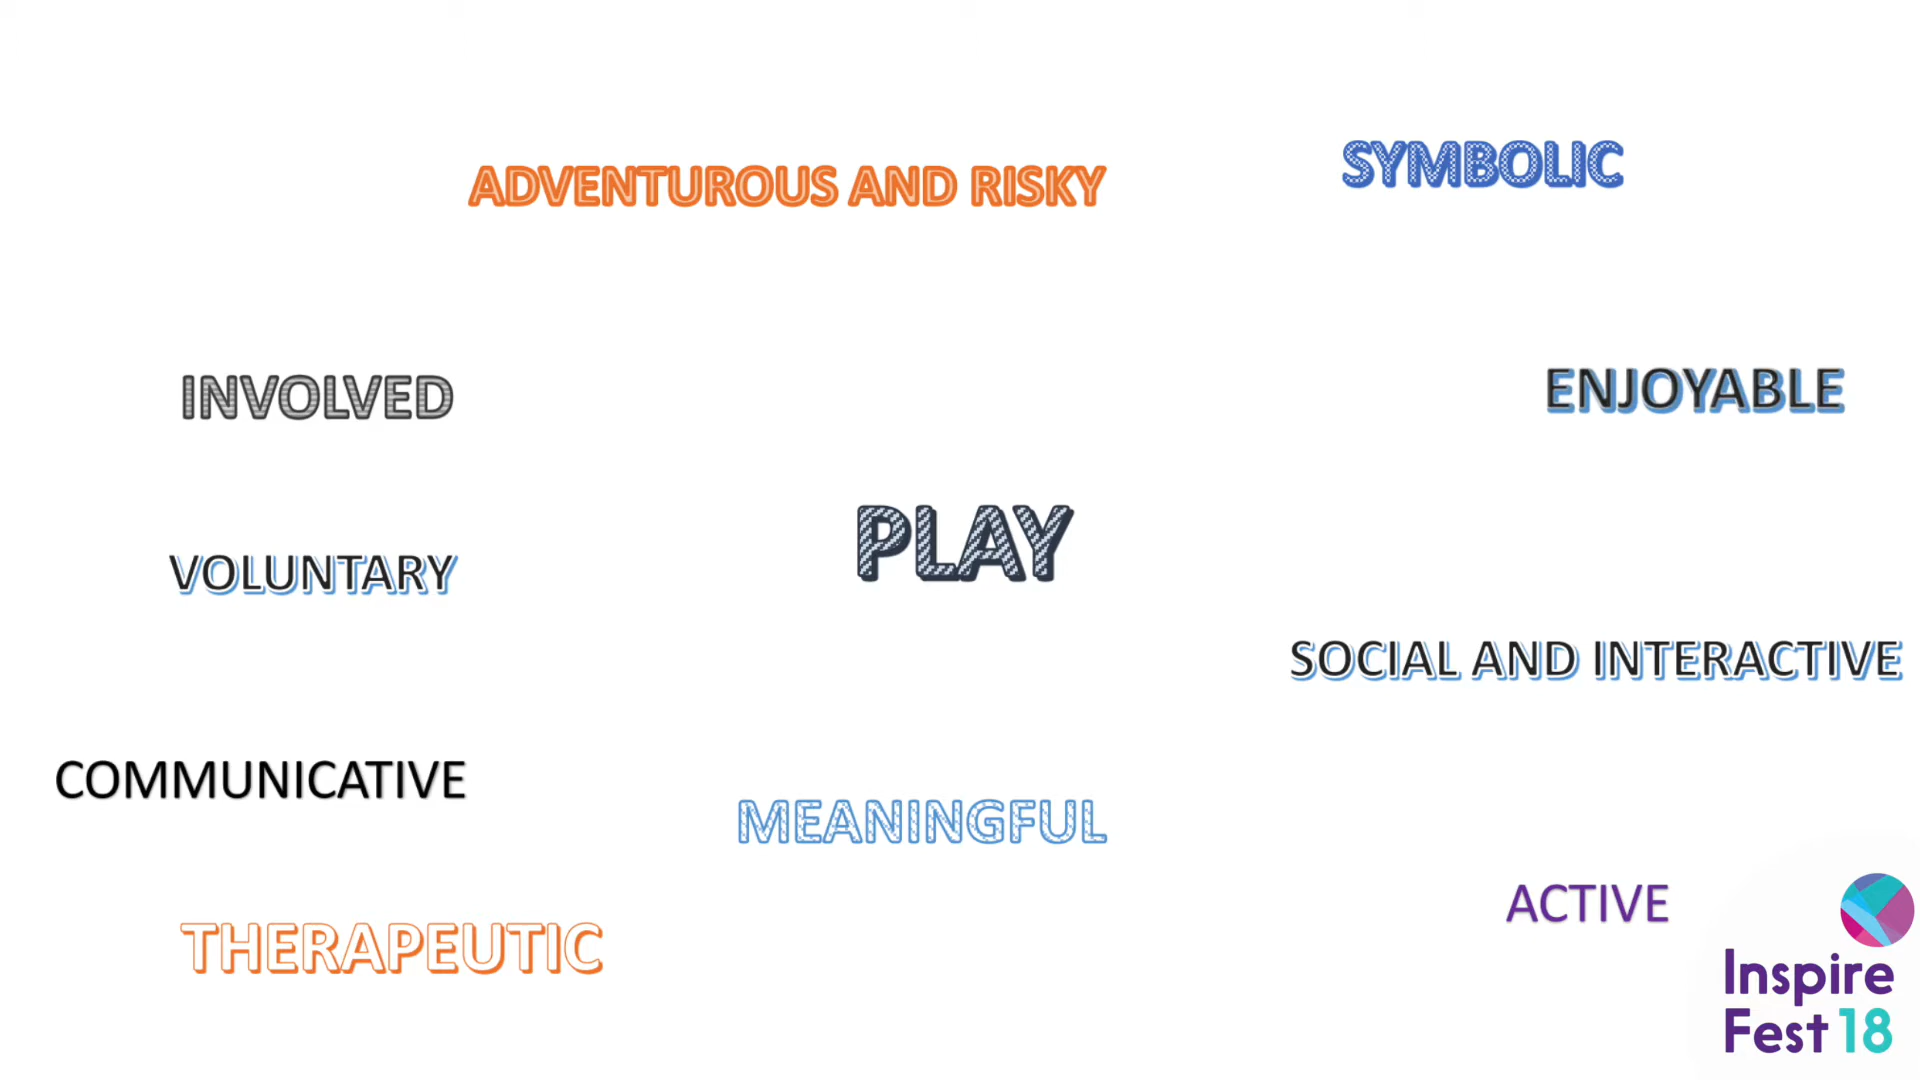 ADVENTUROUS AND RISKY
SYMBOLIC
INVOLVED
ENJOYABLE
PLAY
VOLUNTARY
SOCIAL AND INTERACTIVE
COMMUNICATIVE
MEANINGFUL
ACTIVE
THERAPEUTIC
Inspire
Fest 18